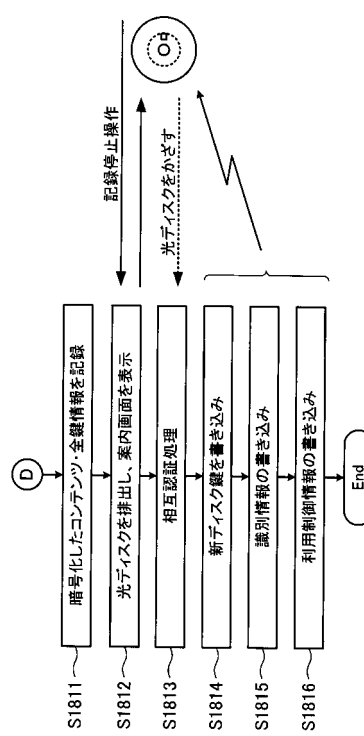 D
S1811
暗号化したコンテンツ・全鍵情報を記録
記録停止操作
S1812
光ディスクを排出し、案内画面を表示
光ディスクをかざす
S1813
相互認証処理
S1814
新ディスク鍵を書き込み
S1815
識別情報の書き込み
S1816
利用制御情報の書き込み
End